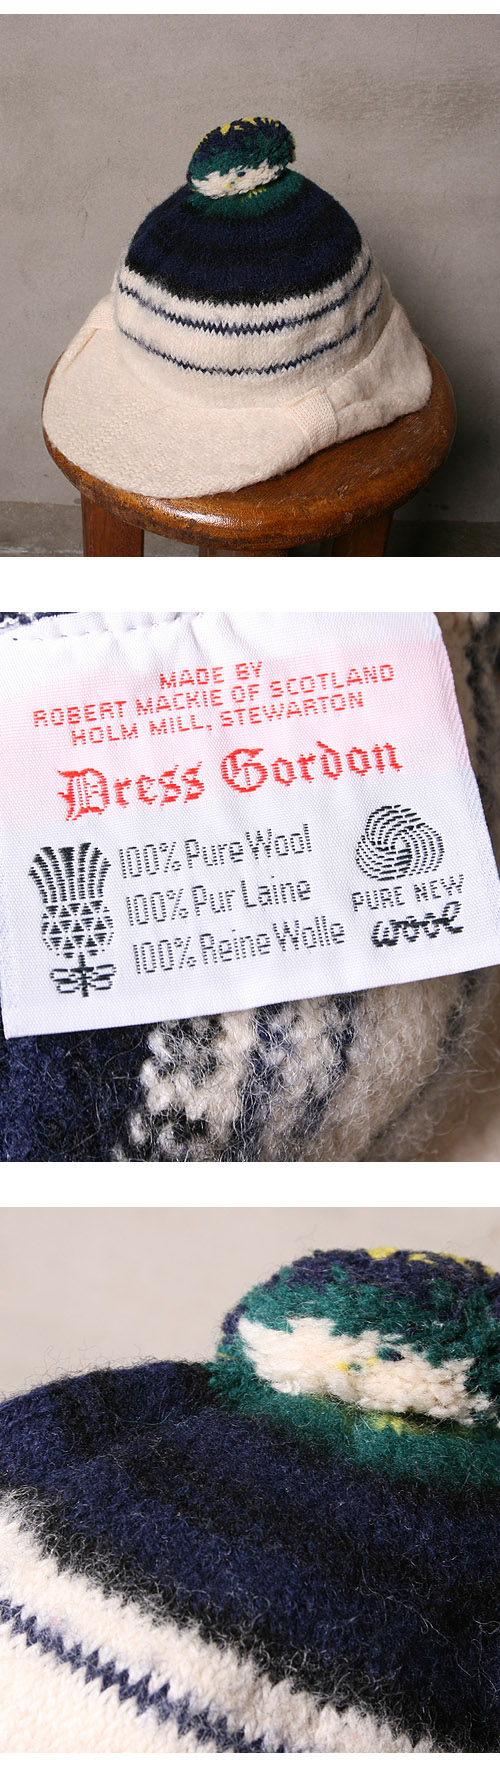 MADE BY
ROBERT MACKIE OF SCOTLAND
HOLM MILL, STEWARTON
Dress Gordon
100% Pure Wool
100% Pur Laine
100% Reine Wolle
PURE NEW
wool